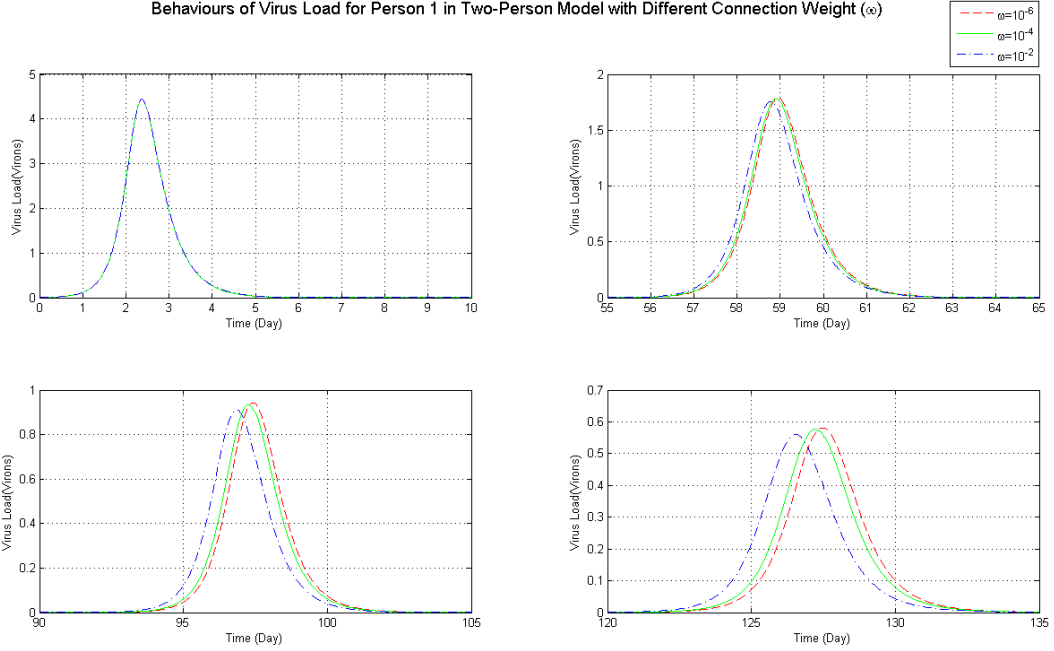 Behaviours of Virus Load for Person 1 in Two-Person Model with Different Connection Weight (ω)
ω=10⁻⁶
ω=10⁻⁴
ω=10⁻²
5
4
3
2
1
0
Virus Load(Virons)
0 1 2 3 4 5 6 7 8 9 10
Time (Day)
2
1.5
1
0.5
0
Virus Load(Virons)
55 56 57 58 59 60 61 62 63 64 65
Time (Day)
1
0.8
0.6
0.4
0.2
0
Virus Load(Virons)
90 95 100 105
Time (Day)
0.7
0.6
0.5
0.4
0.3
0.2
0.1
0
Virus Load(Virons)
120 125 130 135
Time (Day)